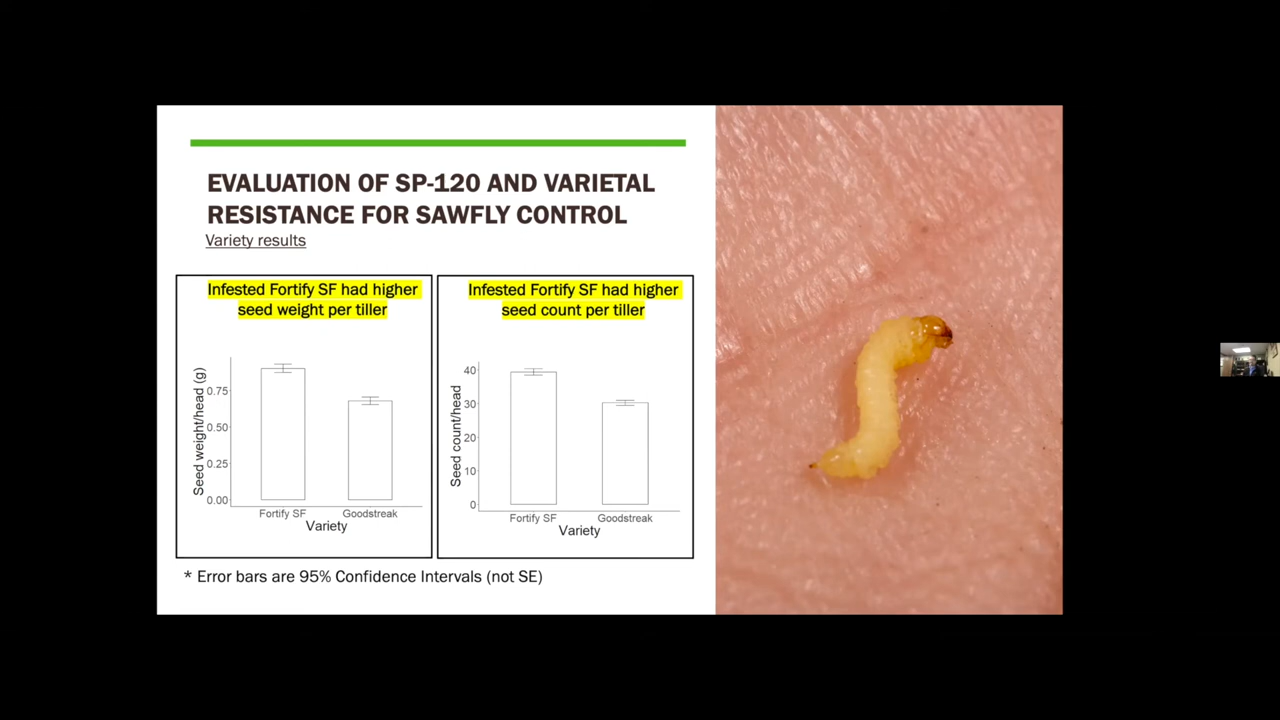 EVALUATION OF SP-120 AND VARIETAL
RESISTANCE FOR SAWFLY CONTROL
Variety results
Infested Fortify SF had higher
seed weight per tiller
Seed weight/head (g)
0.75
0.50
0.25
0.00
Fortify SF
Goodstreak
Variety
Infested Fortify SF had higher
seed count per tiller
Seed count/head
40
30
20
10
0
Fortify SF
Goodstreak
Variety
* Error bars are 95% Confidence Intervals (not SE)